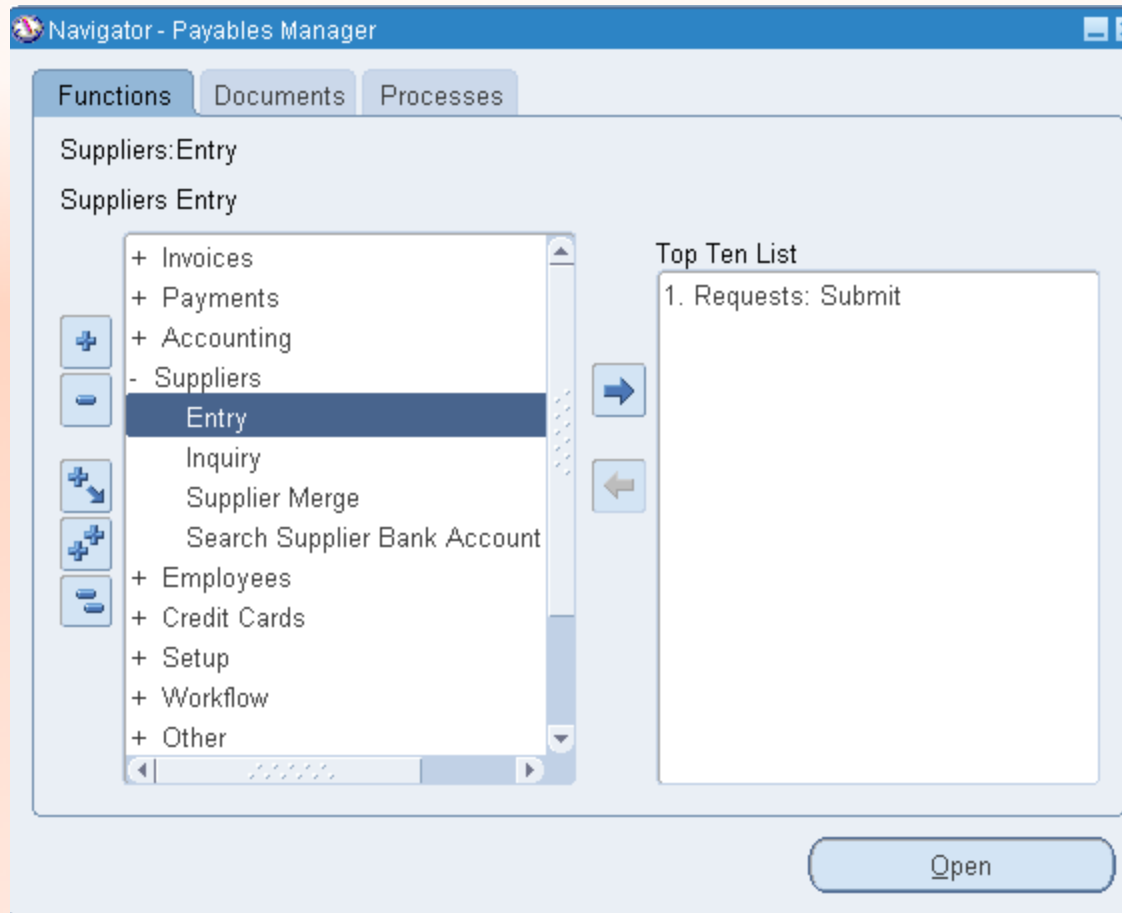 Navigator - Payables Manager
Functions Documents Processes
Suppliers:Entry
Suppliers Entry
+ Invoices
+ Payments
+ Accounting
- Suppliers
Entry
Inquiry
Supplier Merge
Search Supplier Bank Account
+ Employees
+ Credit Cards
+ Setup
+ Workflow
+ Other
Top Ten List
1. Requests: Submit
Open